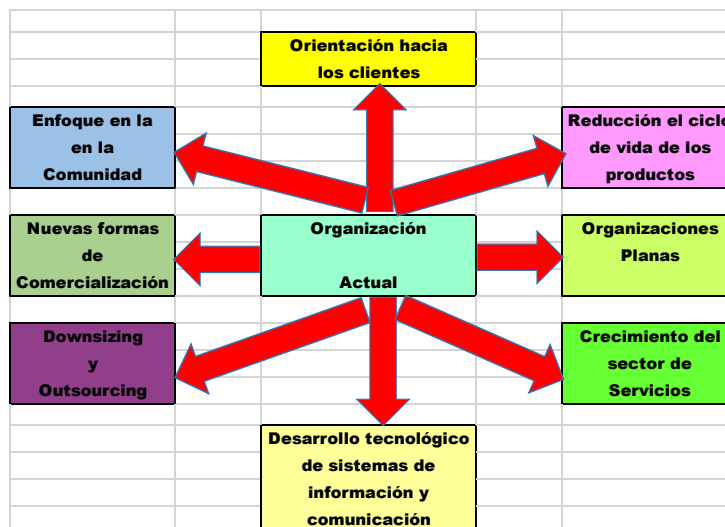 Orientación hacia
los clientes
Enfoque en la
en la
Comunidad
Reducción el ciclo
de vida de los
productos
Nuevas formas
de
Comercialización
Organización
Actual
Organizaciones
Planas
Downsizing
y
Outsourcing
Crecimiento del
sector de
Servicios
Desarrollo tecnológico
de sistemas de
información y
comunicación